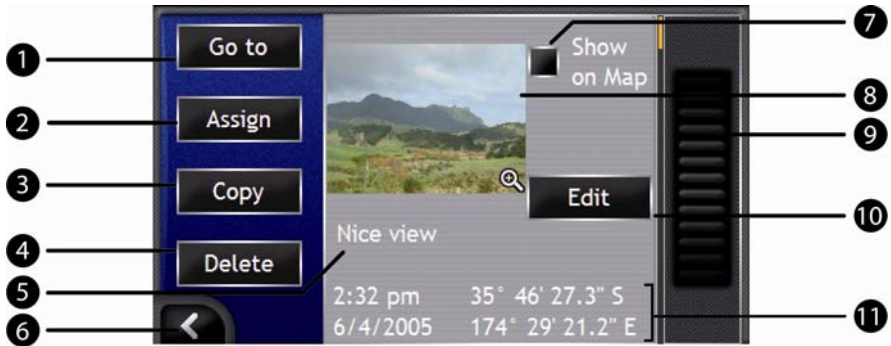 1
2
3
4
5
6
Go to
Assign
Copy
Delete
Show
on Map
Edit
Nice view
2:32 pm 35° 46' 27.3" S
6/4/2005 174° 29' 21.2" E
7
8
9
10
11